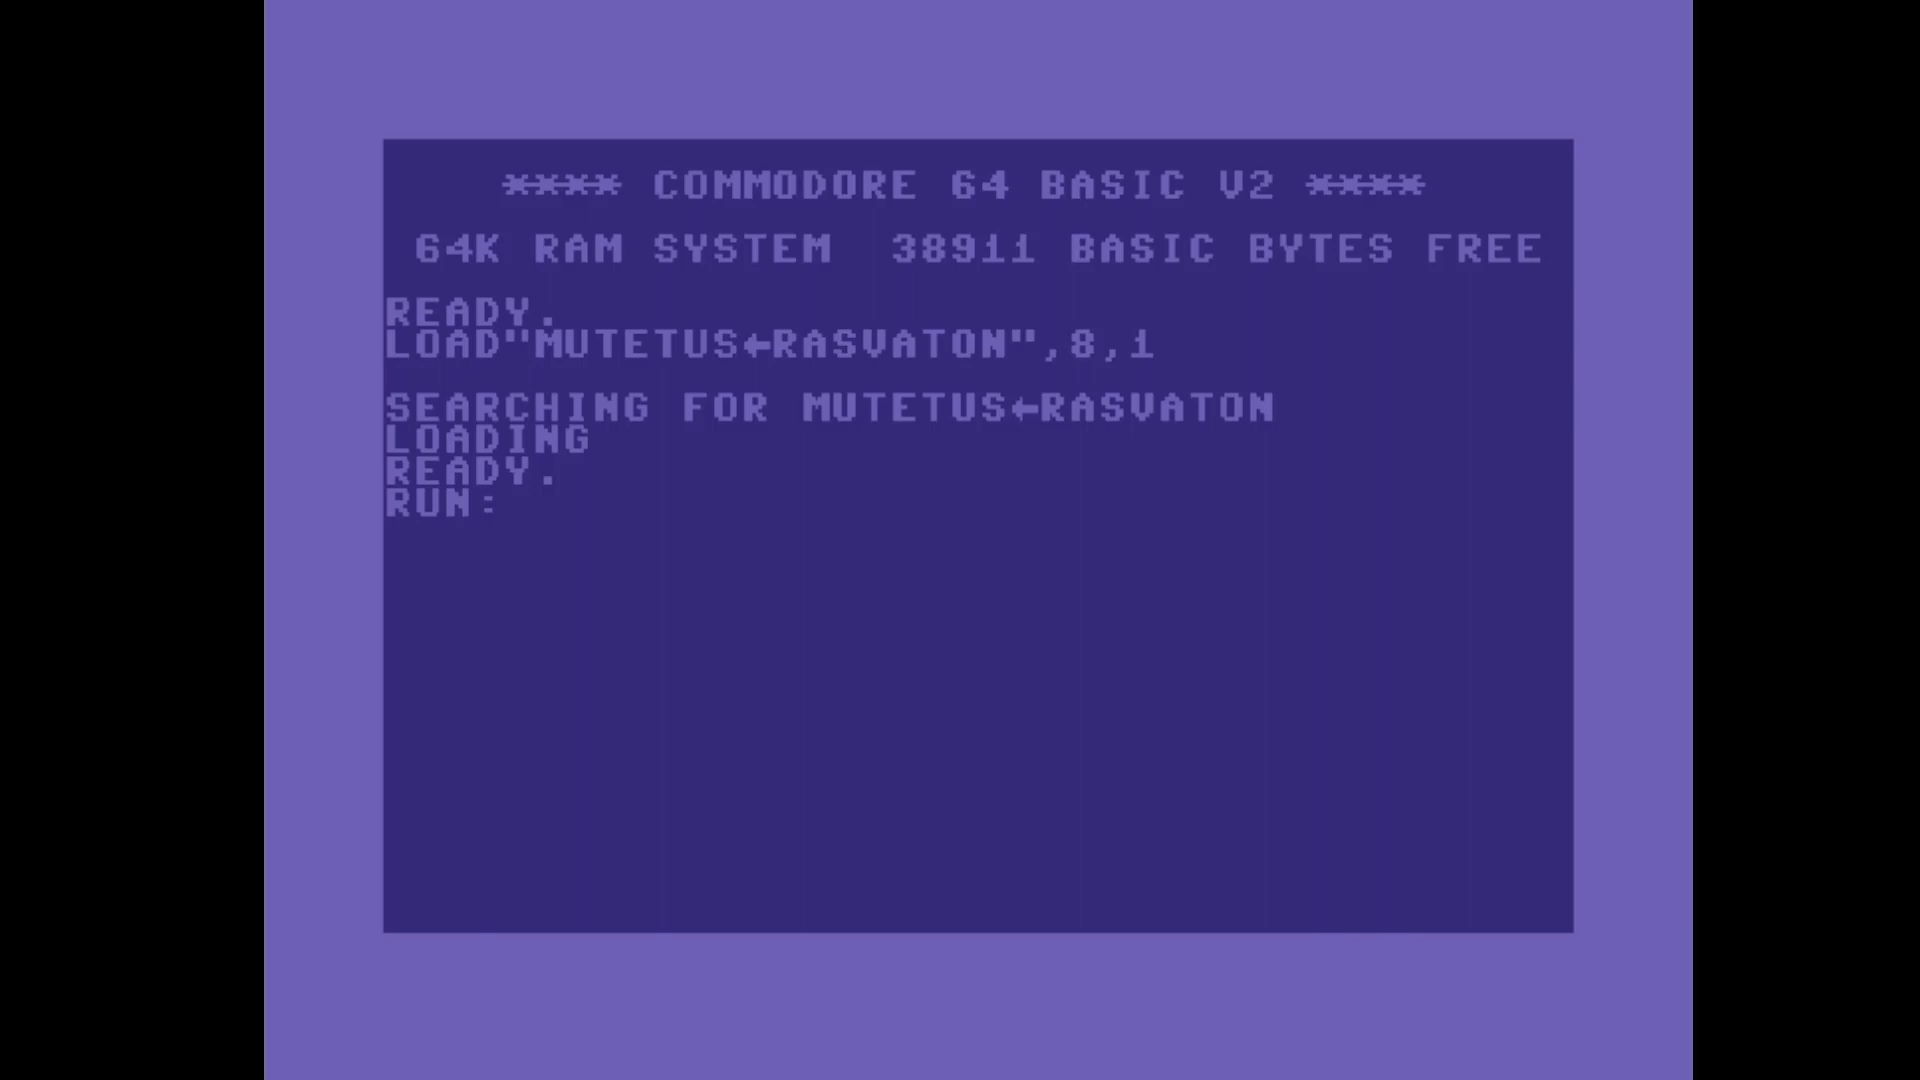 **** COMMODORE 64 BASIC V2 ****
64K RAM SYSTEM  38911 BASIC BYTES FREE
READY.
LOAD"MUTETUS←RASVATON",8,1
SEARCHING FOR MUTETUS←RASVATON
LOADING
READY.
RUN: